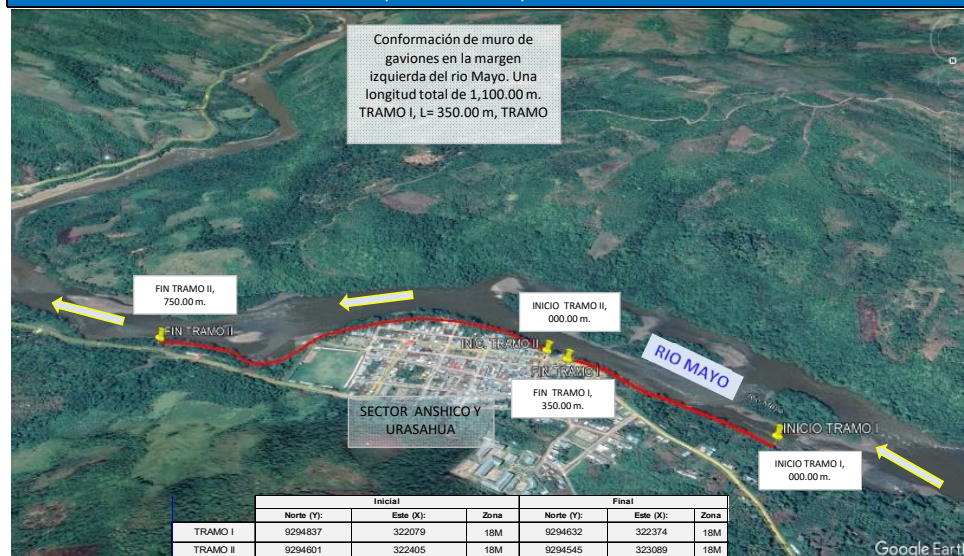 Conformación de muro de
gaviones en la margen
izquierda del rio Mayo. Una
longitud total de 1,100.00 m.
TRAMO I, L= 350.00 m, TRAMO
FIN TRAMO II,
750.00 m.
FIN TRAMO II
INICIO TRAMO II,
000.00 m.
INIC. TRAMO II
RIO MAYO
FIN TRAMO I
FIN TRAMO I,
350.00 m.
SECTOR ANSHICO Y
URASAHUA
INICIO TRAMO I
INICIO TRAMO I,
000.00 m.
Inicial Final
Norte (Y): Este (X): Zona Norte (Y): Este (X): Zona
TRAMO I 9294837 322079 18M 9294632 322374 18M
TRAMO II 9294601 322405 18M 9294545 323089 18M
Google Earth